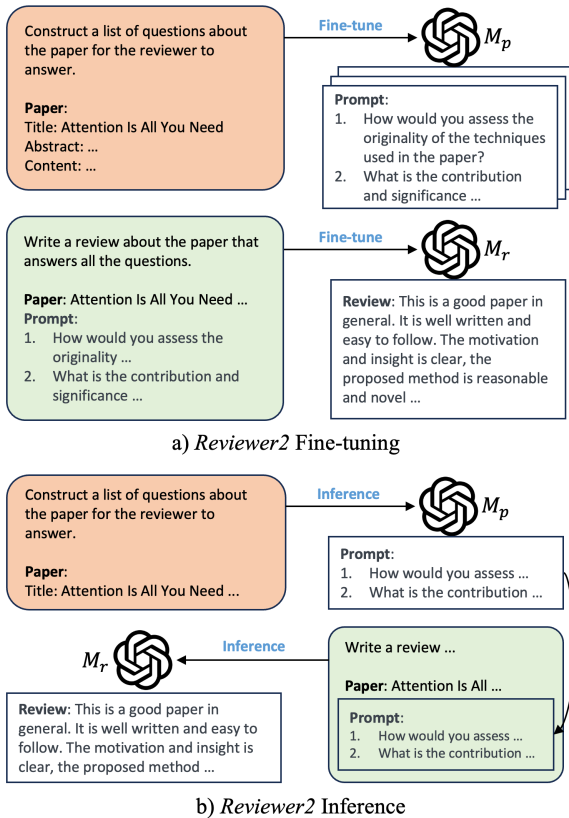 Construct a list of questions about
the paper for the reviewer to
answer.
Paper:
Title: Attention Is All You Need
Abstract: ...
Content: ...
Fine-tune
Mp
Prompt:
1. How would you assess the
originality of the techniques
used in the paper?
2. What is the contribution
and significance ...
Write a review about the paper that
answers all the questions.
Paper: Attention Is All You Need ...
Prompt:
1. How would you assess the
originality ...
2. What is the contribution and
significance ...
Fine-tune
Mr
Review: This is a good paper in
general. It is well written and
easy to follow. The motivation
and insight is clear, the
proposed method is reasonable
and novel ...
a) Reviewer2 Fine-tuning
Construct a list of questions about
the paper for the reviewer to
answer.
Paper:
Title: Attention Is All You Need ...
Inference
Mp
Prompt:
1. How would you assess ...
2. What is the contribution ...
Write a review ...
Paper: Attention Is All ...
Prompt:
1. How would you assess ...
2. What is the contribution ...
Inference
Mr
Review: This is a good paper in
general. It is well written and easy to
follow. The motivation and insight is
clear, the proposed method ...
b) Reviewer2 Inference